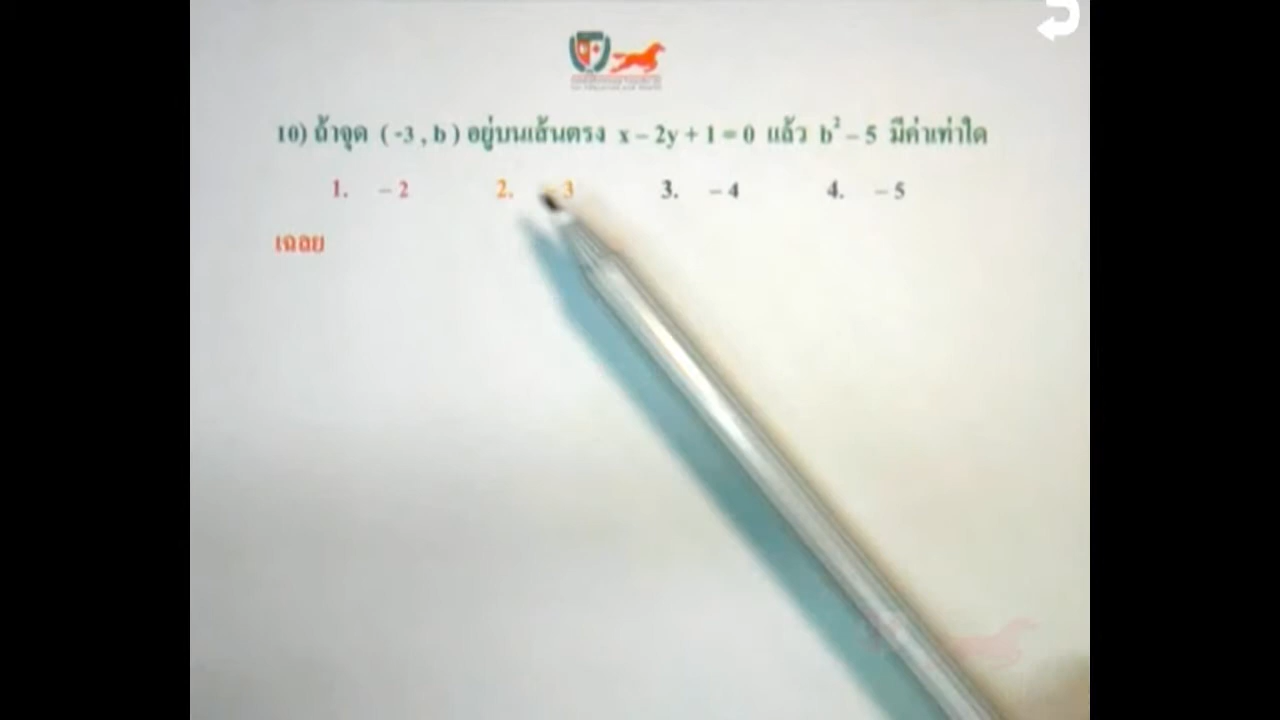 10) ถ้าจุด ( -3 , b ) อยู่บนเส้นตรง x – 2y + 1 = 0 แล้ว b² – 5 มีค่าเท่าใด
1. – 2 2. – 3 3. – 4 4. – 5
เฉลย